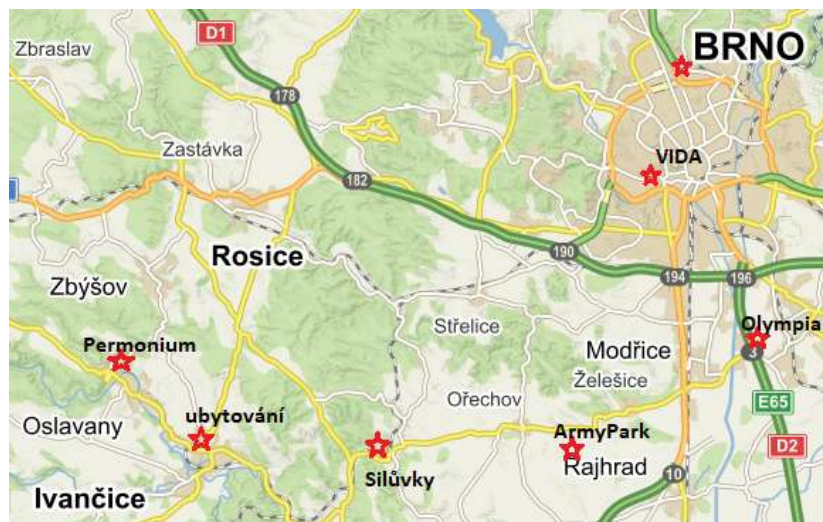 D1
BRNO
Zbraslav
178
Zastávka
VIDA
182
Rosice
190
194
196
Zbýšov
Olympia
Střelice
Permonium
Modřice
3
Želešice
Ořechov
E65
ubytování
Oslavany
ArmyPark
D2
Silůvky
Rajhrad
10
Ivančice